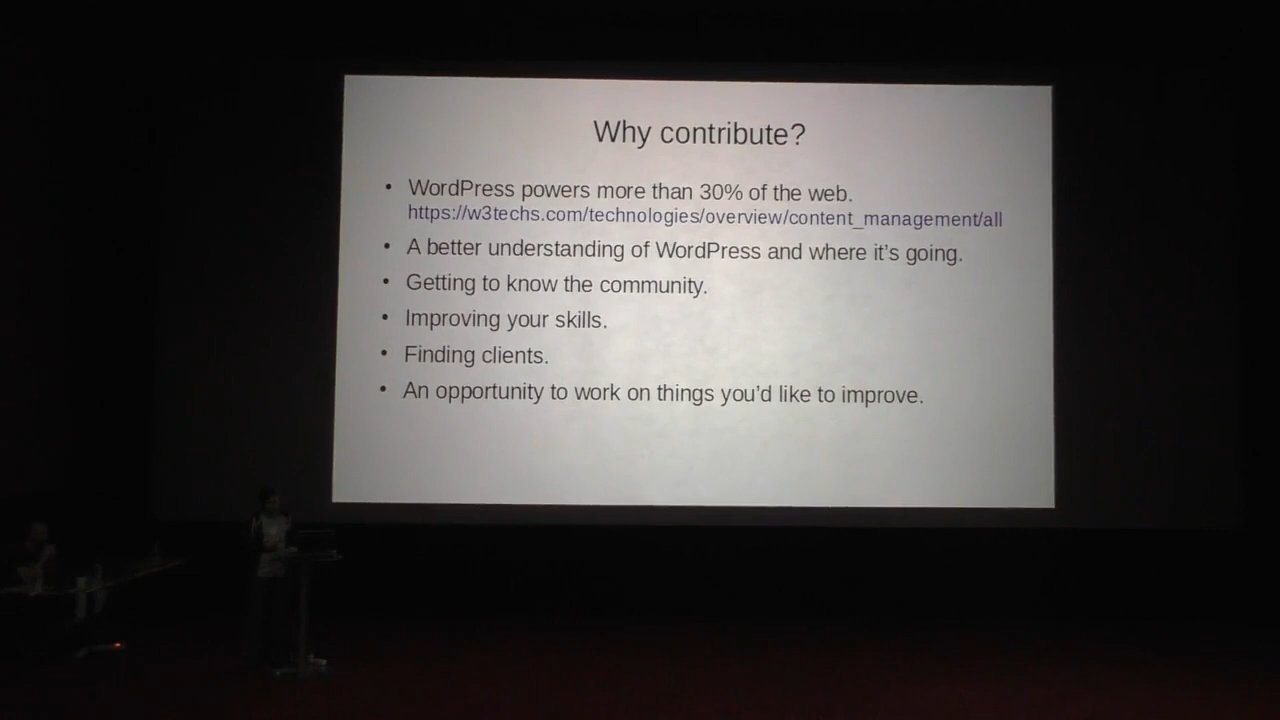 Why contribute?
• WordPress powers more than 30% of the web.
https://w3techs.com/technologies/overview/content_management/all
• A better understanding of WordPress and where it’s going.
• Getting to know the community.
• Improving your skills.
• Finding clients.
• An opportunity to work on things you’d like to improve.